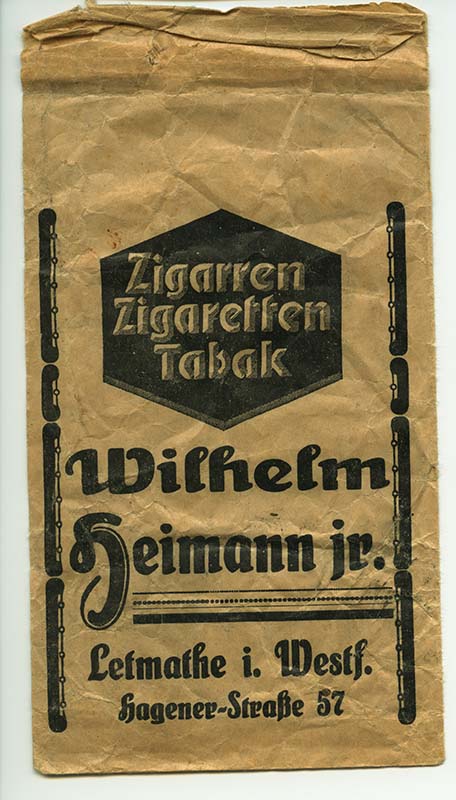 Zigarren
Zigaretten
Tabak
Wilhelm
Heimann jr.
Letmathe i. Westf.
Hagener-Straße 57